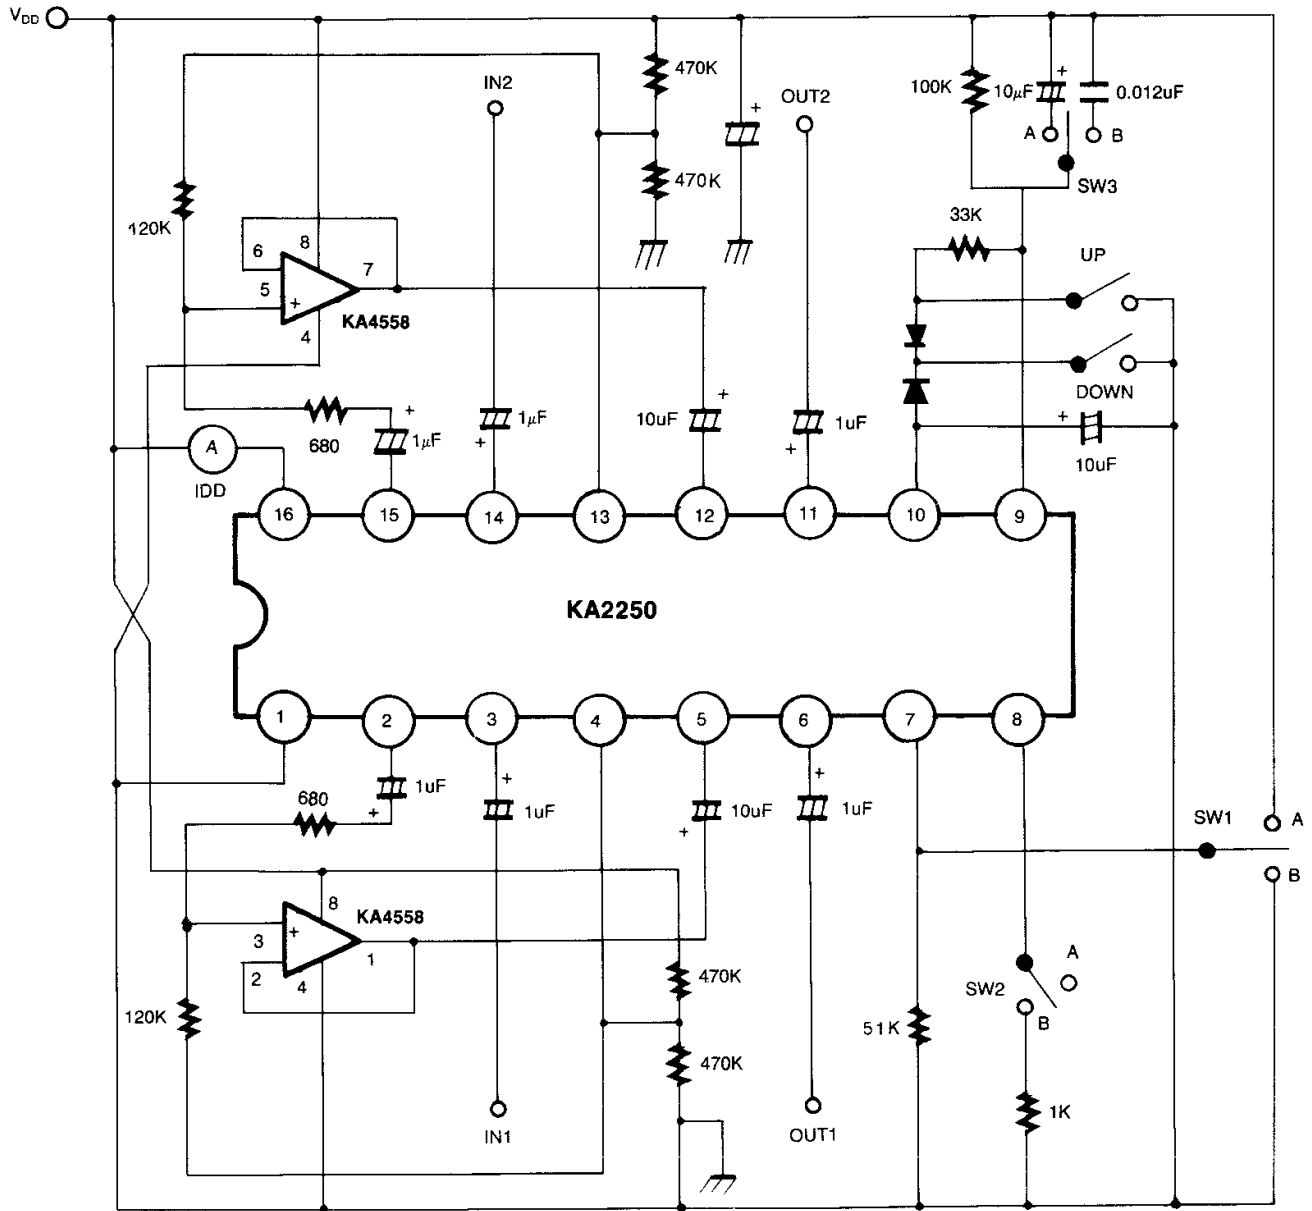 VDD
IN2
470K
+
OUT2
100K
10μF
+
0.012uF
A
B
SW3
470K
120K
33K
6
8
7
5
+
KA4558
4
UP
DOWN
680
+
1μF
1μF
+
10uF
+
1uF
+
+
10uF
A
IDD
16
15
14
13
12
11
10
9
KA2250
1
2
3
4
5
6
7
8
680
+
1uF
+
1uF
10uF
+
+
1uF
SW1
A
B
8
KA4558
+
3
1
2
4
470K
120K
470K
51K
SW2
A
B
1K
IN1
OUT1